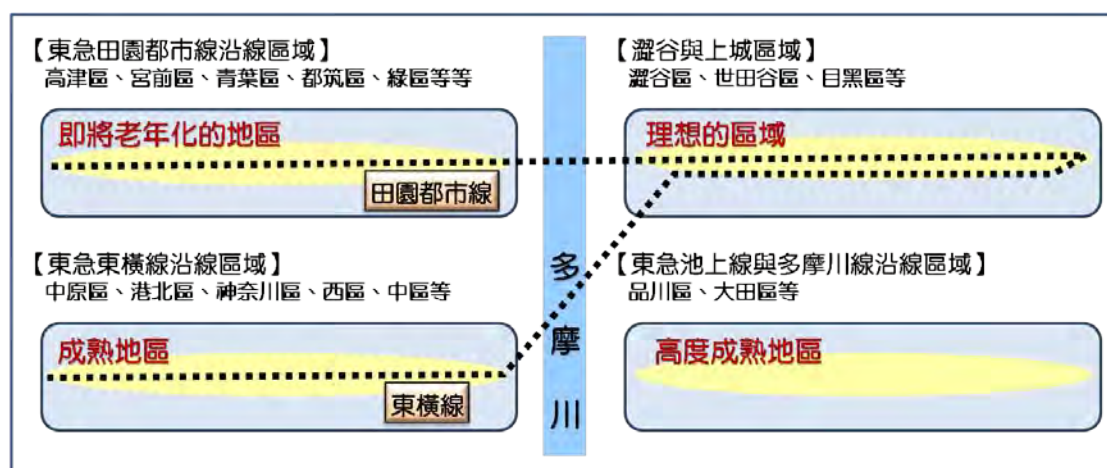 【東急田園都市線沿線區域】
高津區、宮前區、青葉區、都筑區、綠區等等
即將老年化的地區
田園都市線
【澀谷與上城區域】
澀谷區、世田谷區、目黑區等
理想的區域
多摩川
【東急東橫線沿線區域】
中原區、港北區、神奈川區、西區、中區等
成熟地區
東橫線
【東急池上線與多摩川線沿線區域】
品川區、大田區等
高度成熟地區